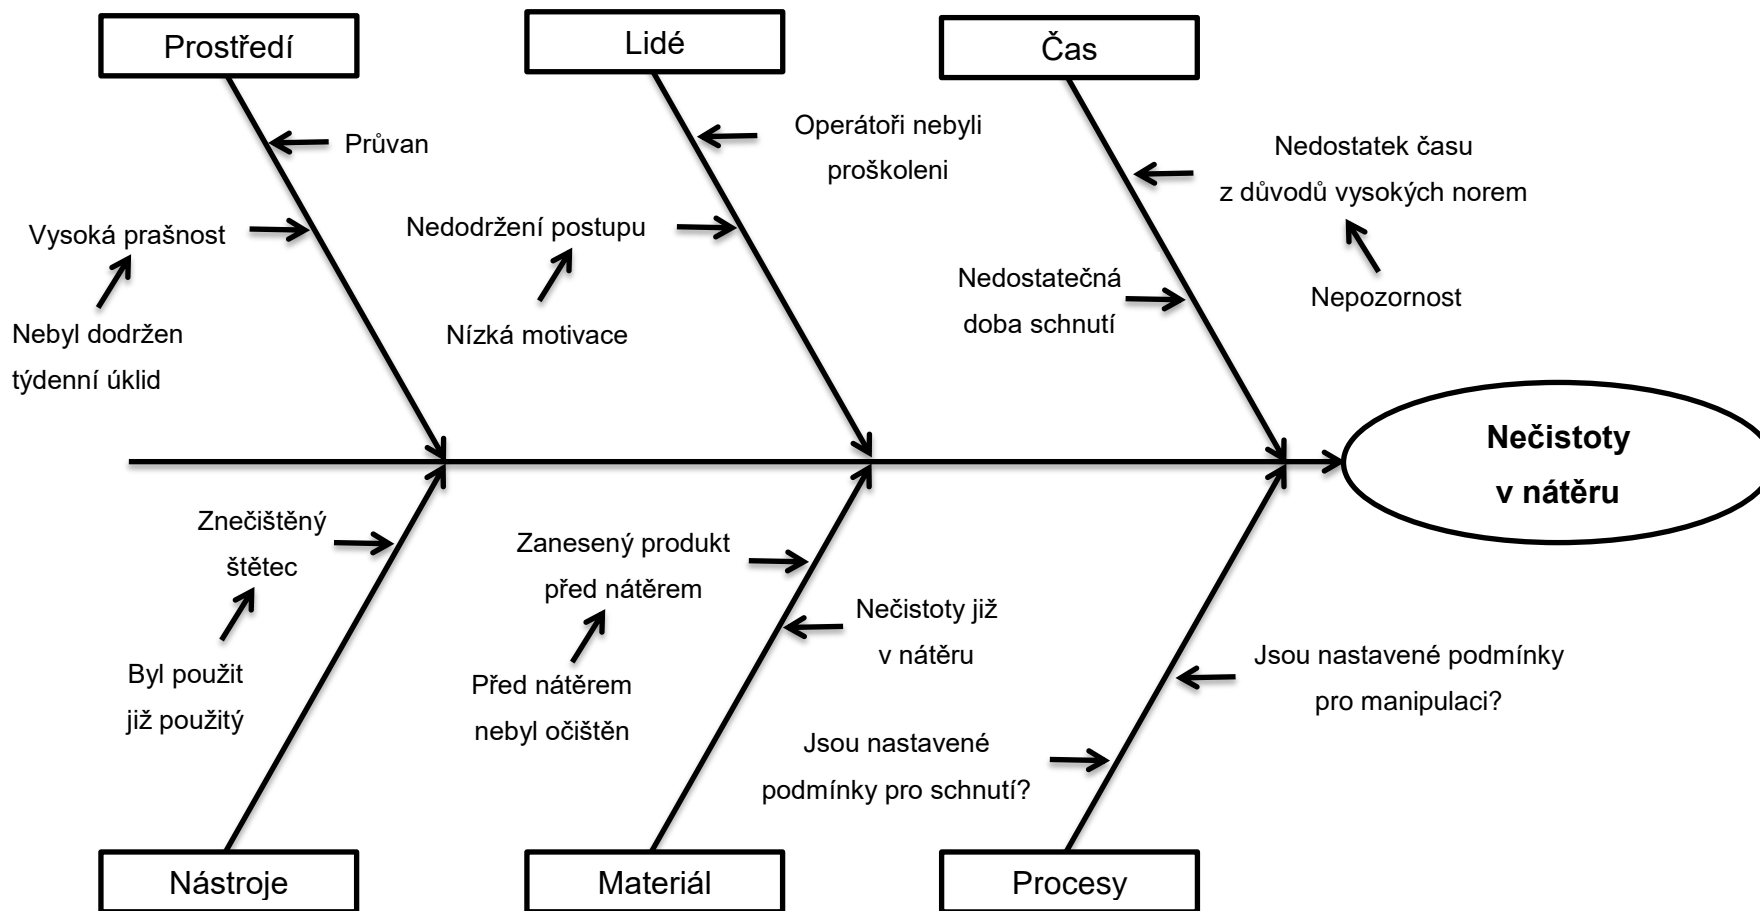 Prostředí
Lidé
Čas
Průvan
Operátoři nebyli
proškoleni
Nedostatek času
z důvodů vysokých norem
Vysoká prašnost
Nedodržení postupu
Nedostatečná
doba schnutí
Nepozornost
Nebyl dodržen
týdenní úklid
Nízká motivace
Nečistoty
v nátěru
Znečištěný
štětec
Zanesený produkt
před nátěrem
Nečistoty již
v nátěru
Jsou nastavené podmínky
pro manipulaci?
Byl použit
již použitý
Před nátěrem
nebyl očištěn
Jsou nastavené
podmínky pro schnutí?
Nástroje
Materiál
Procesy